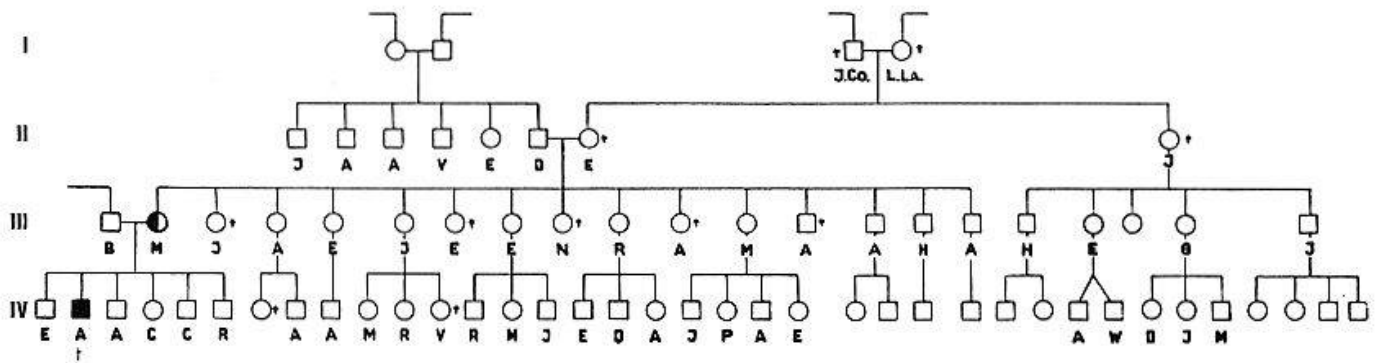 I
J.Co. L.La.
II
J A A V E O E J
III
B M J A E J E E N R A M A A H A H E G J
IV
E A A C C R A A M R V R M J E Q A J P A E A W O J M